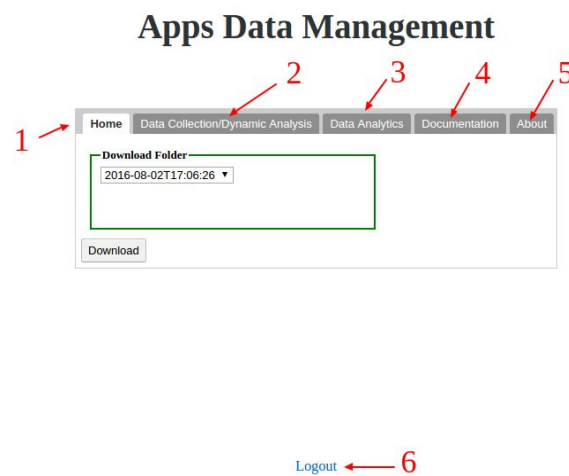 Apps Data Management
2 3 4 5
1 Home Data Collection/Dynamic Analysis Data Analytics Documentation About
Download Folder
2016-08-02T17:06:26
Download
Logout 6